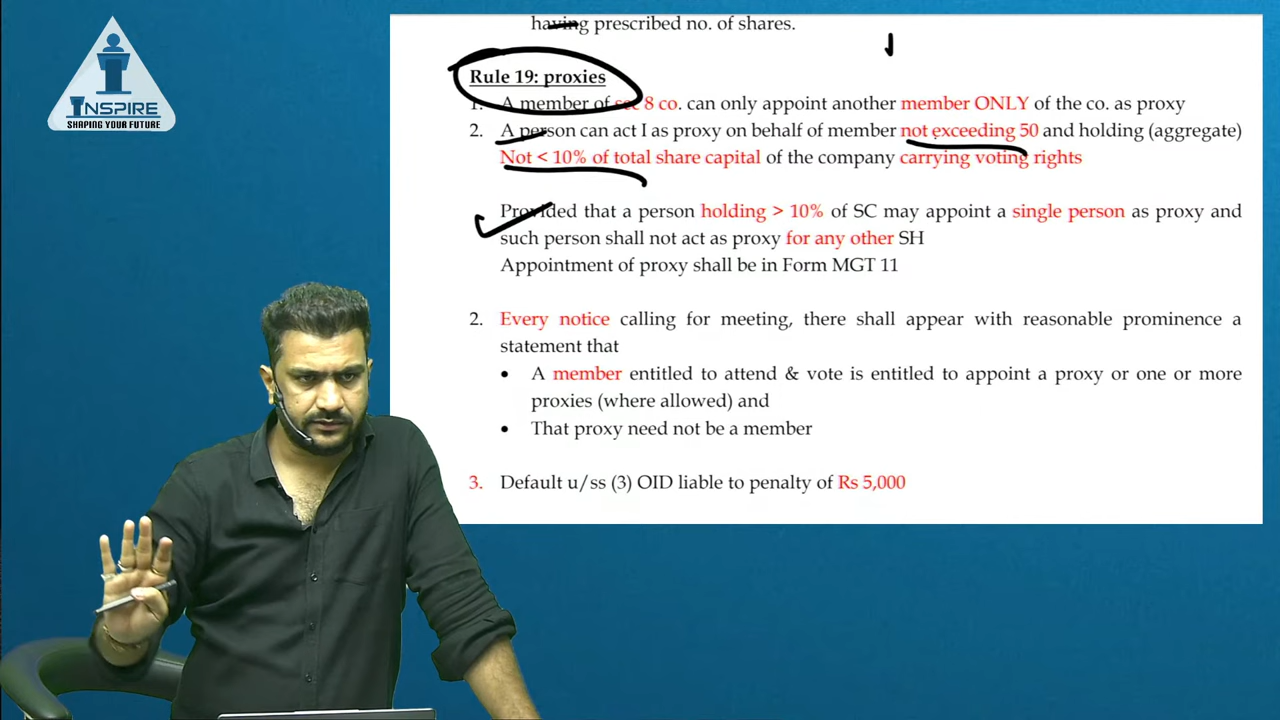 INSPIRE
SHAPING YOUR FUTURE
having prescribed no. of shares.
Rule 19: proxies
1. A member of sec 8 co. can only appoint another member ONLY of the co. as proxy
2. A person can act I as proxy on behalf of member not exceeding 50 and holding (aggregate)
Not < 10% of total share capital of the company carrying voting rights
Provided that a person holding > 10% of SC may appoint a single person as proxy and
such person shall not act as proxy for any other SH
Appointment of proxy shall be in Form MGT 11
2. Every notice calling for meeting, there shall appear with reasonable prominence a
statement that
• A member entitled to attend & vote is entitled to appoint a proxy or one or more
proxies (where allowed) and
• That proxy need not be a member
3. Default u/ss (3) OID liable to penalty of Rs 5,000